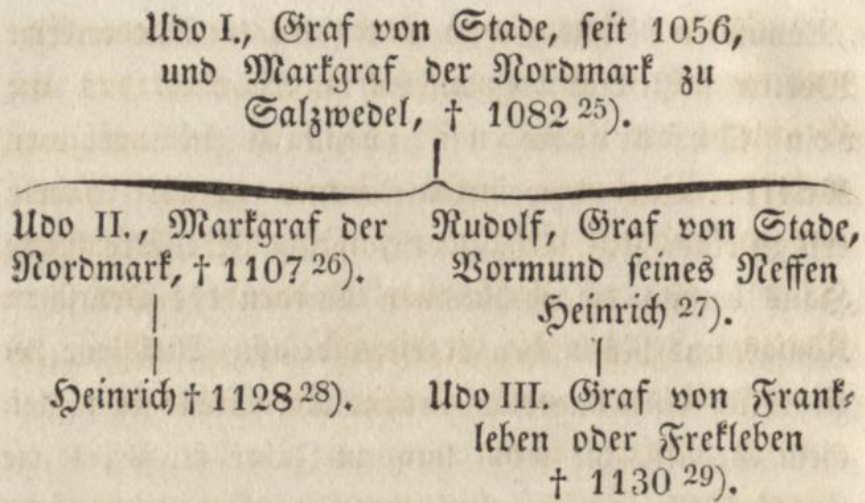 Udo I., Graf von Stade, seit 1056,
und Markgraf der Nordmark zu
Salzwedel, † 1082 25).
Udo II., Markgraf der
Nordmark, † 1107 26).
Heinrich † 1128 28).
Rudolf, Graf von Stade,
Vormund seines Neffen
Heinrich 27).
Udo III. Graf von Frank-
leben oder Frekleben
† 1130 29).